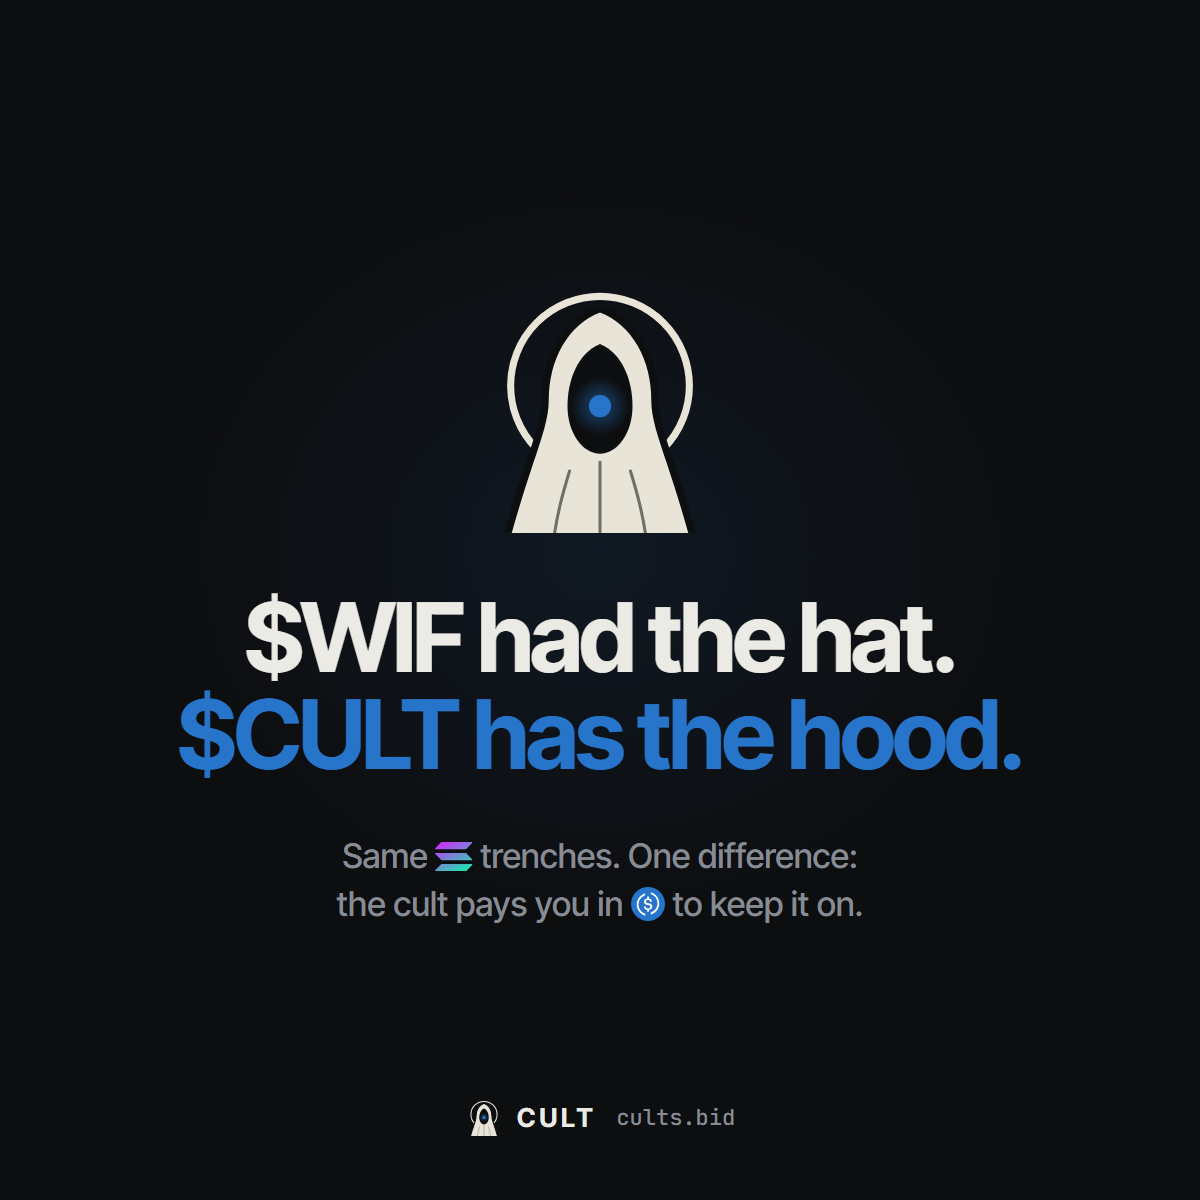 $WIF had the hat.
$CULT has the hood.
Same trenches. One difference:
the cult pays you in $ to keep it on.
CULT cults.bid